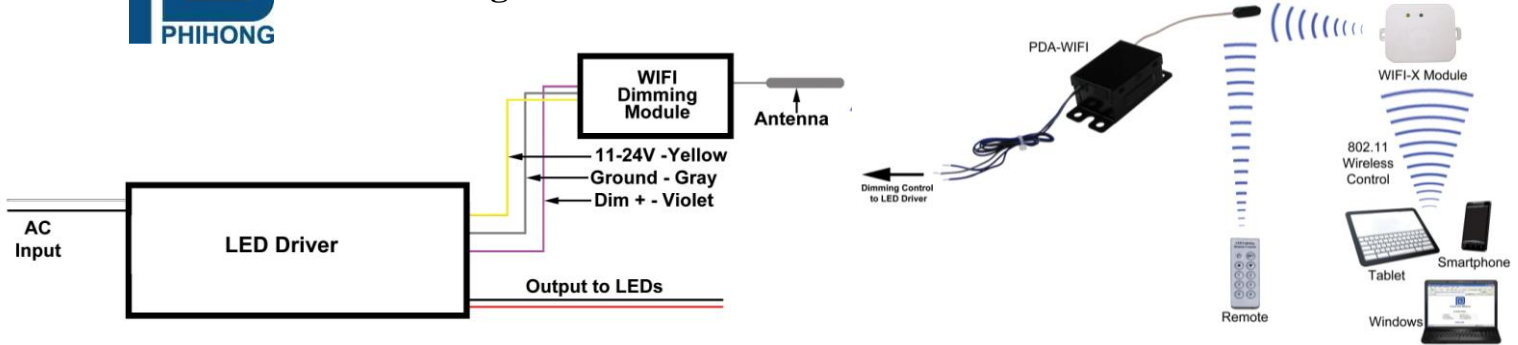 PHIHONG
WIFI
Dimming
Module
Antenna
11-24V -Yellow
Ground - Gray
Dim + - Violet
AC
Input
LED Driver
Output to LEDs
PDA-WIFI
WIFI-X Module
802.11
Wireless
Control
Dimming Control
to LED Driver
Remote
Tablet
Smartphone
Windows